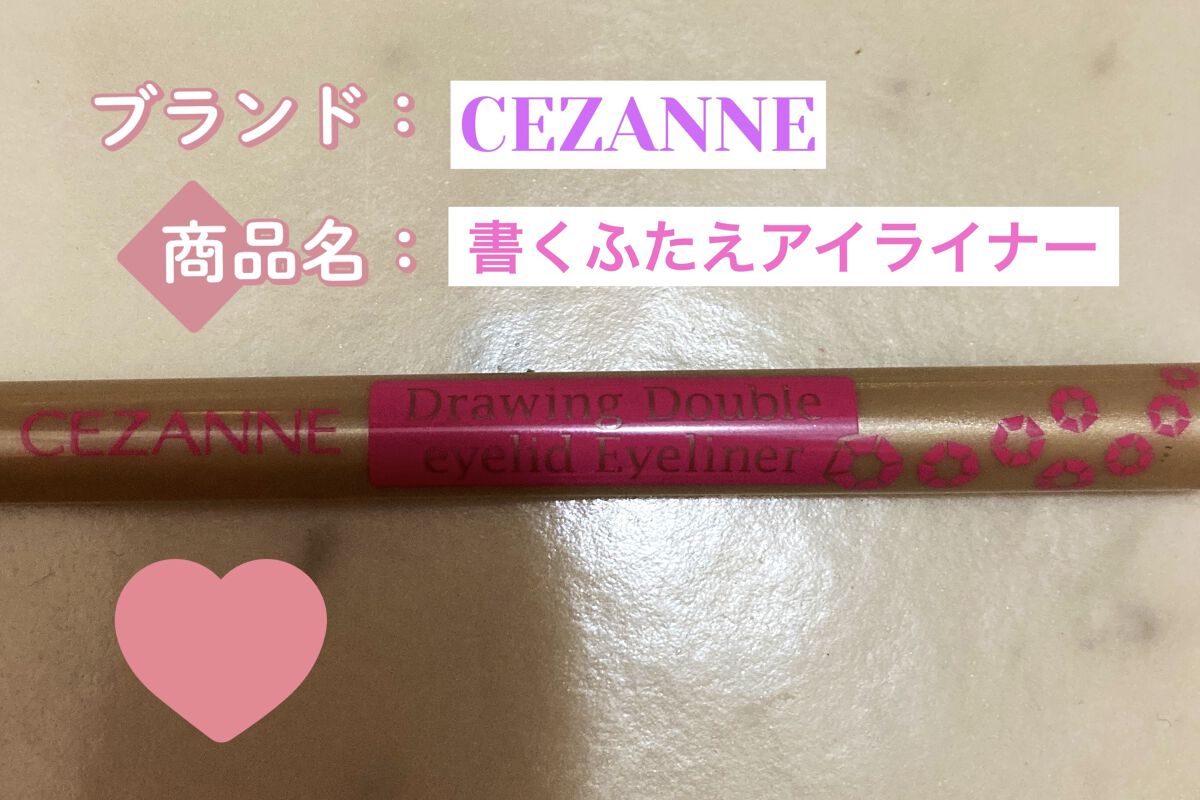 ブランド：
CEZANNE
商品名：
書くふたえアイライナー
CEZANNE
Drawing Double
eyelid Eyeliner